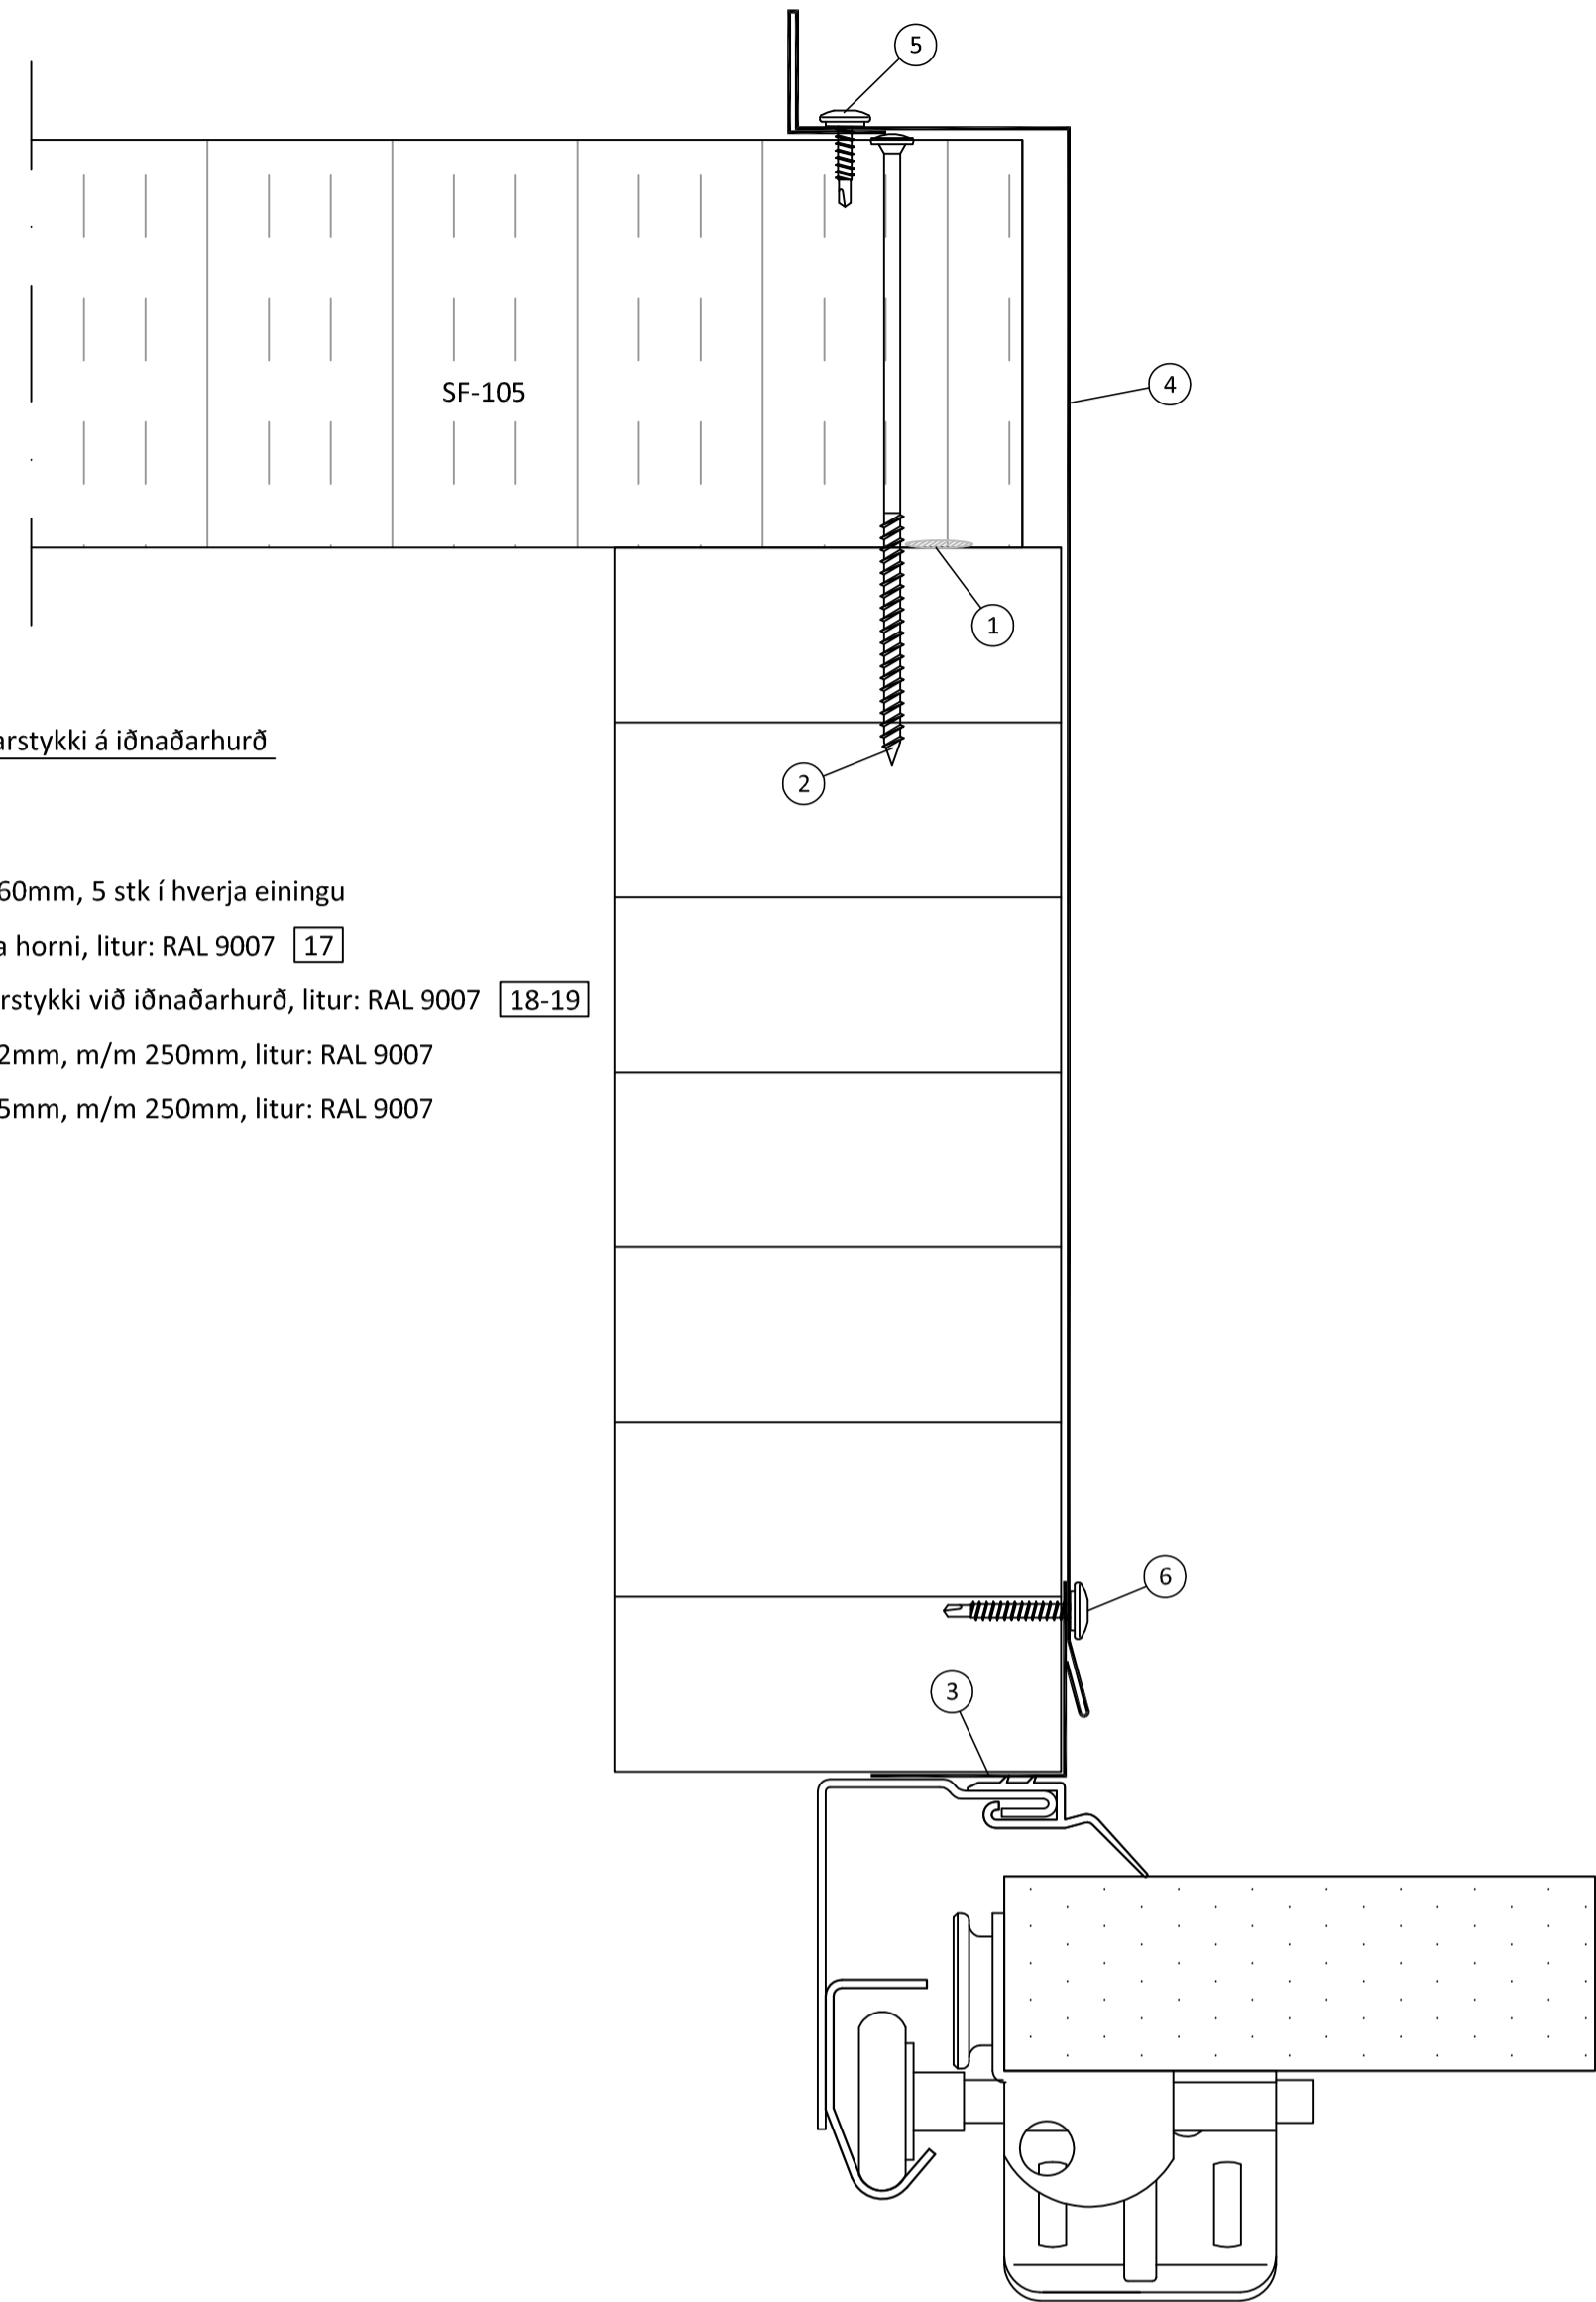 5
4
SF-105
1
arstykki á iðnaðarhurð
2
60mm, 5 stk í hverja einingu
a horni, litur: RAL 9007 17
rstykki við iðnaðarhurð, litur: RAL 9007 18-19
2mm, m/m 250mm, litur: RAL 9007
5mm, m/m 250mm, litur: RAL 9007
6
3